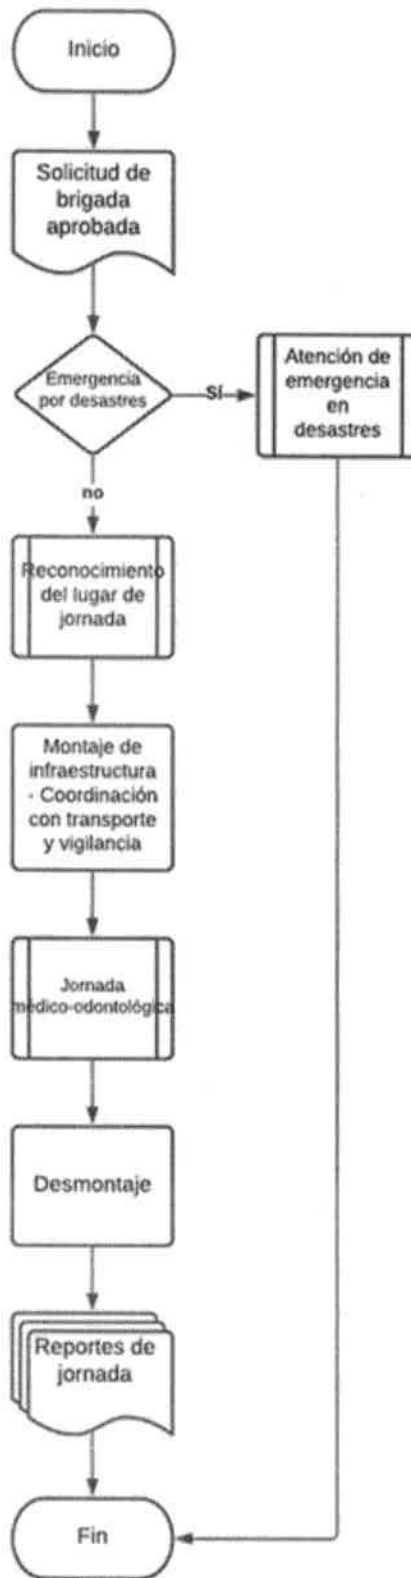 Inicio
Solicitud de
brigada
aprobada
Emergencia
por desastres
Sí
Atención de
emergencia
en
desastres
no
Reconocimiento
del lugar de
jornada
Montaje de
infraestructura
- Coordinación
con transporte
y vigilancia
Jornada
médico-odontológica
Desmontaje
Reportes de
jornada
Fin